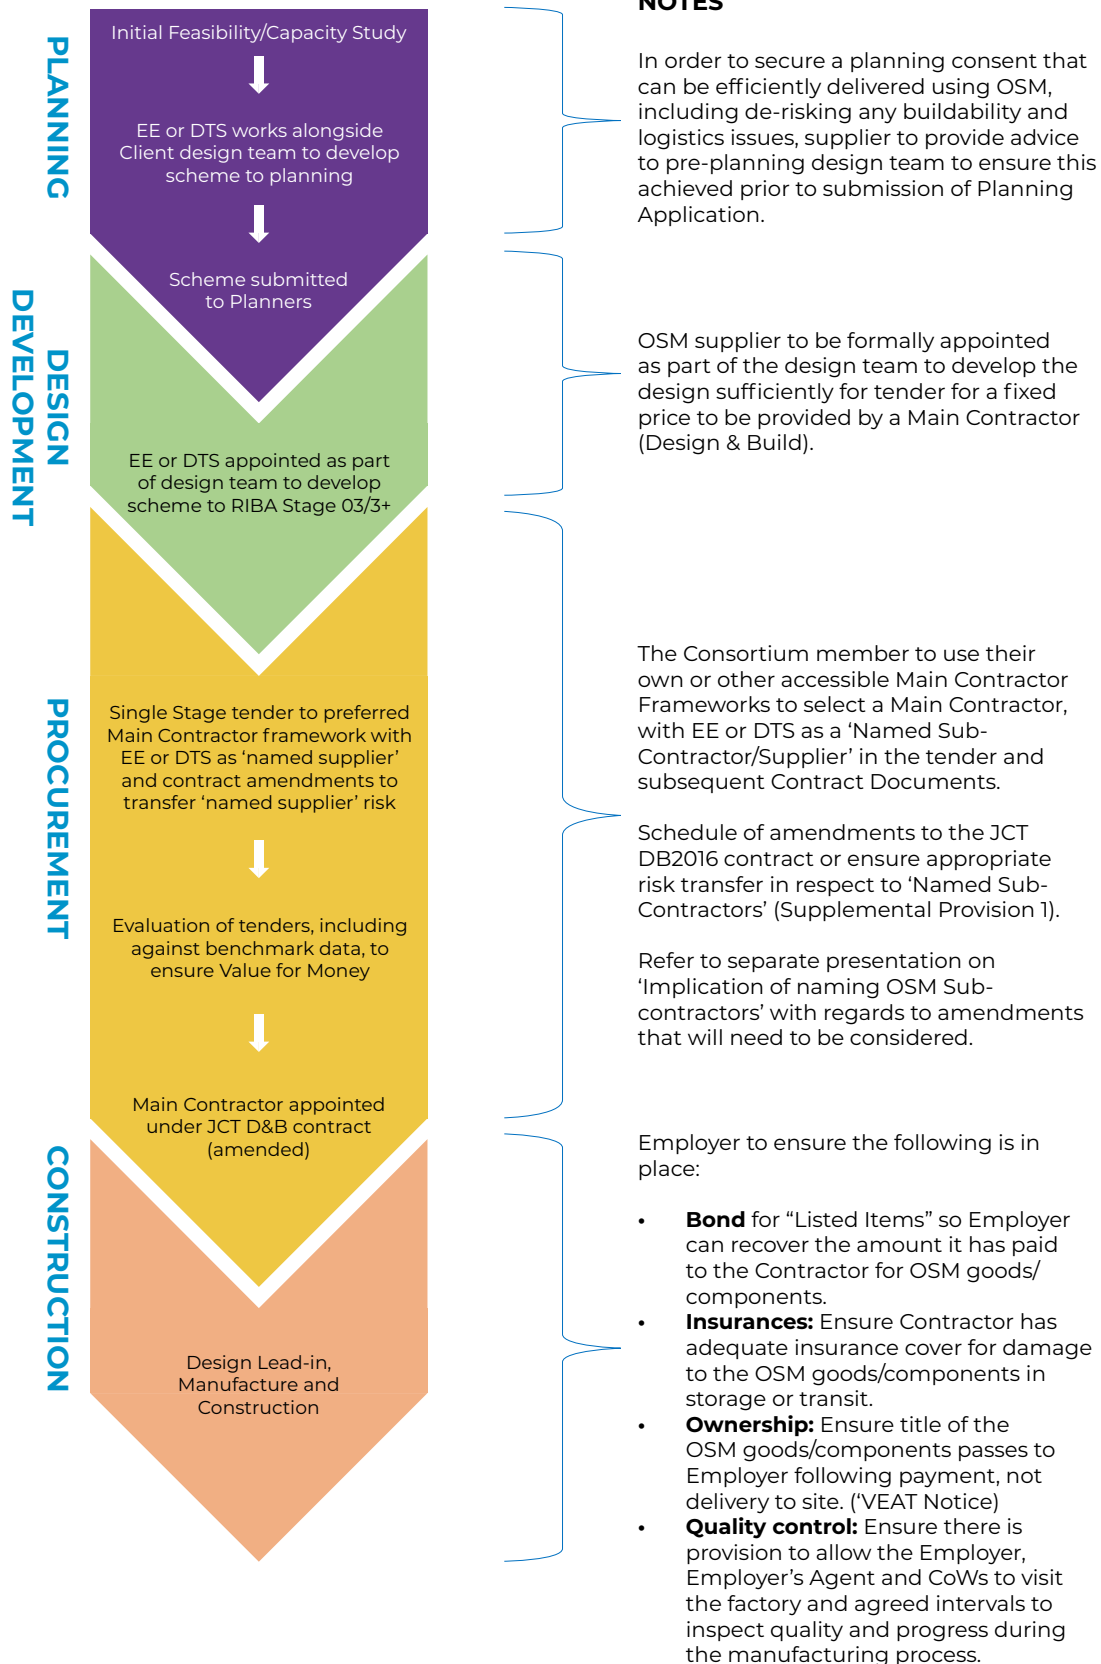 NOTES
PLANNING
Initial Feasibility/Capacity Study
EE or DTS works alongside
Client design team to develop
scheme to planning
Scheme submitted
to Planners
In order to secure a planning consent that
can be efficiently delivered using OSM,
including de-risking any buildability and
logistics issues, supplier to provide advice
to pre-planning design team to ensure this
achieved prior to submission of Planning
Application.
DESIGN
DEVELOPMENT
EE or DTS appointed as part
of design team to develop
scheme to RIBA Stage 03/3+
OSM supplier to be formally appointed
as part of the design team to develop the
design sufficiently for tender for a fixed
price to be provided by a Main Contractor
(Design & Build).
PROCUREMENT
Single Stage tender to preferred
Main Contractor framework with
EE or DTS as ‘named supplier’
and contract amendments to
transfer ‘named supplier’ risk
Evaluation of tenders, including
against benchmark data, to
ensure Value for Money
Main Contractor appointed
under JCT D&B contract
(amended)
The Consortium member to use their
own or other accessible Main Contractor
Frameworks to select a Main Contractor,
with EE or DTS as a ‘Named Sub-
Contractor/Supplier’ in the tender and
subsequent Contract Documents.
Schedule of amendments to the JCT
DB2016 contract or ensure appropriate
risk transfer in respect to ‘Named Sub-
Contractors’ (Supplemental Provision 1).
Refer to separate presentation on
‘Implication of naming OSM Sub-
contractors’ with regards to amendments
that will need to be considered.
CONSTRUCTION
Design Lead-in,
Manufacture and
Construction
Employer to ensure the following is in
place:
• Bond for “Listed Items” so Employer
can recover the amount it has paid
to the Contractor for OSM goods/
components.
• Insurances: Ensure Contractor has
adequate insurance cover for damage
to the OSM goods/components in
storage or transit.
• Ownership: Ensure title of the
OSM goods/components passes to
Employer following payment, not
delivery to site. (‘VEAT Notice)
• Quality control: Ensure there is
provision to allow the Employer,
Employer’s Agent and CoWs to visit
the factory and agreed intervals to
inspect quality and progress during
the manufacturing process.